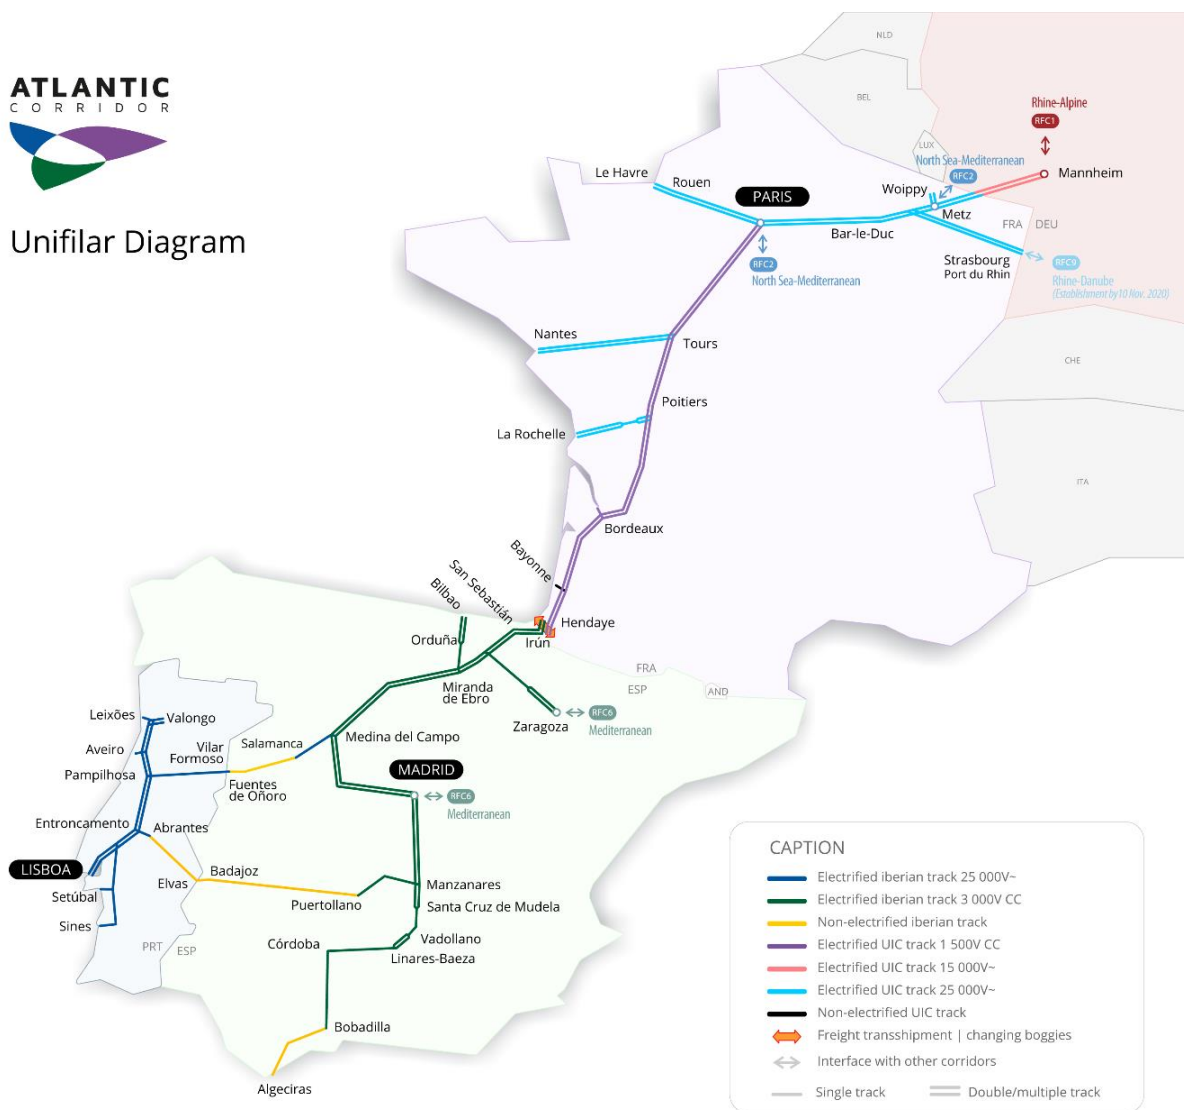 ATLANTIC
CORRIDOR
Unifilar Diagram
NLD
BEL
LUX
Rhine-Alpine
RFC1
North Sea-Mediterranean
RFC2
Mannheim
Woippy
Metz
Le Havre
Rouen
PARIS
Bar-le-Duc
FRA
DEU
Strasbourg
Port du Rhin
RFC9
Rhine-Danube
(Establishment by 10 Nov. 2020)
RFC2
North Sea-Mediterranean
Nantes
Tours
CHE
Poitiers
La Rochelle
ITA
Bordeaux
Bayonne
San Sebastián
Bilbao
Hendaye
Orduña
Irún
FRA
ESP
AND
Miranda
de Ebro
Zaragoza
RFC6
Mediterranean
Leixões
Valongo
Aveiro
Vilar
Formoso
Salamanca
Medina del Campo
Pampilhosa
Fuentes
de Oñoro
MADRID
RFC6
Mediterranean
Entroncamento
Abrantes
LISBOA
Elvas
Badajoz
Setúbal
Puertollano
Manzanares
Santa Cruz de Mudela
Sines
PRT
ESP
Córdoba
Vadollano
Linares-Baeza
Bobadilla
Algeciras
CAPTION
Electrified iberian track 25 000V~
Electrified iberian track 3 000V CC
Non-electrified iberian track
Electrified UIC track 1 500V CC
Electrified UIC track 15 000V~
Electrified UIC track 25 000V~
Non-electrified UIC track
Freight transshipment | changing boggies
Interface with other corridors
Single track
Double/multiple track